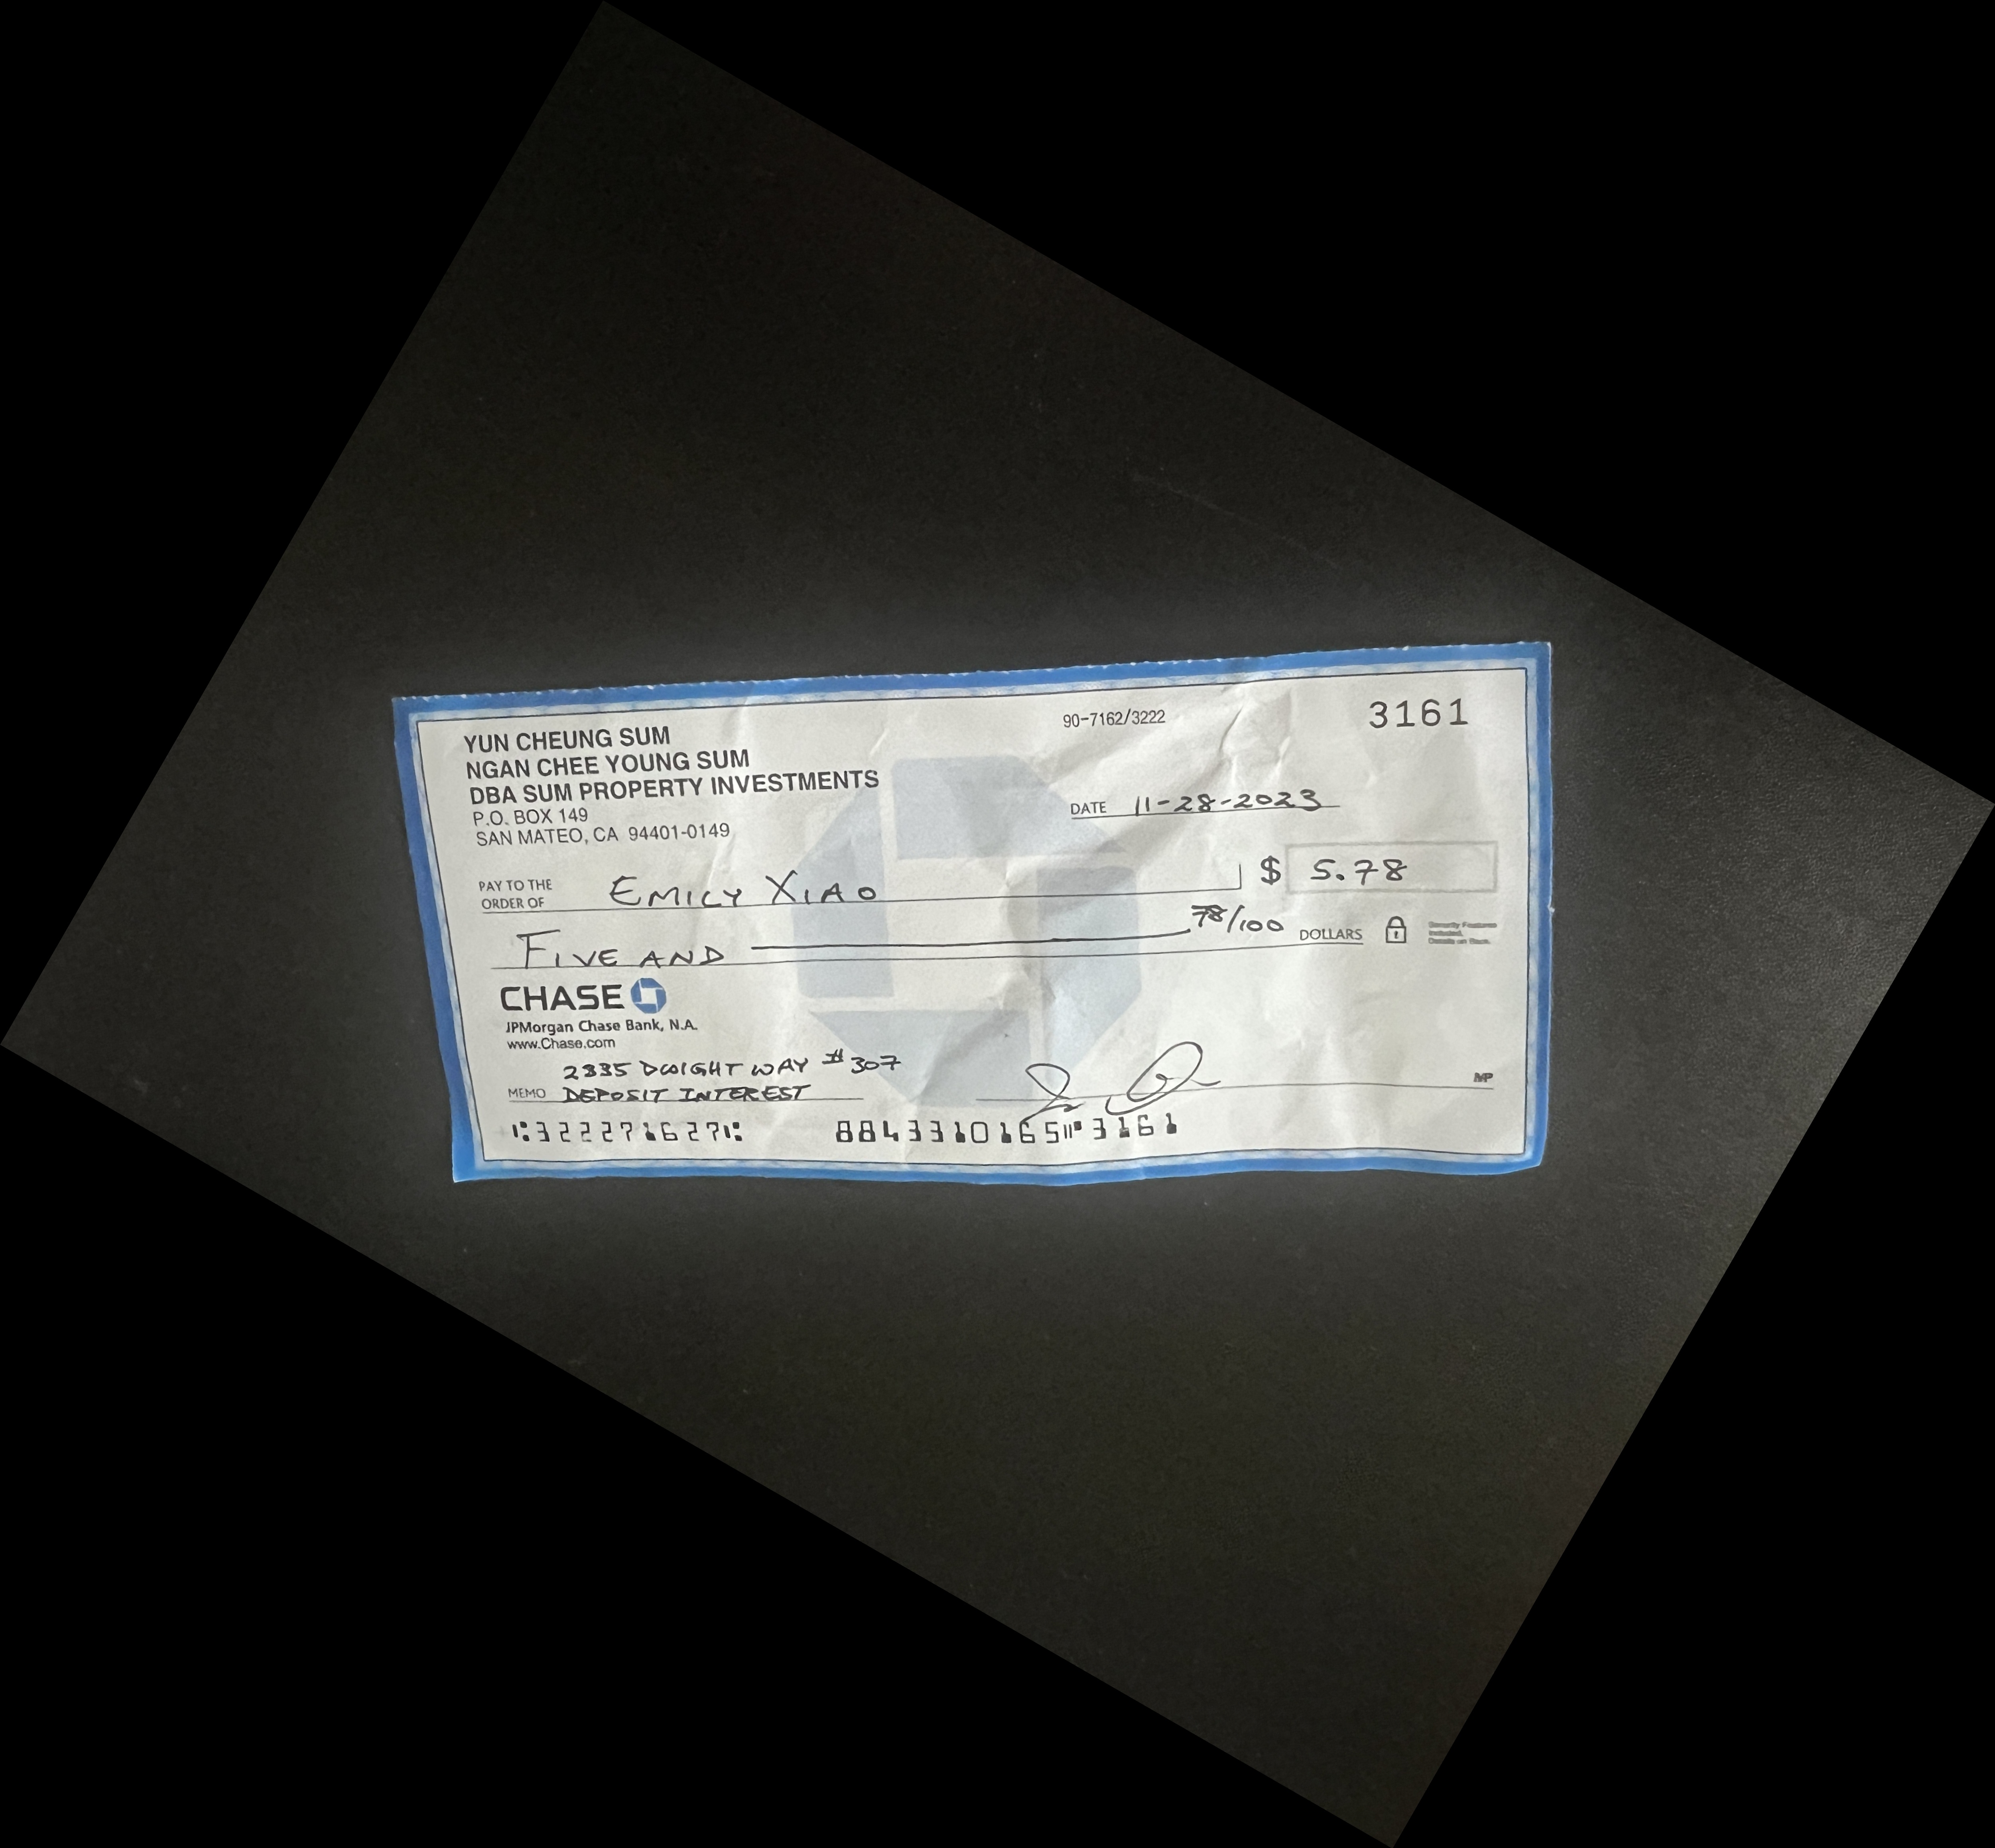 YUN CHEUNG SUM
NGAN CHEE YOUNG SUM
DBA SUM PROPERTY INVESTMENTS
P.O. BOX 149
SAN MATEO, CA 94401-0149
90-7162/3222
3161
DATE 11-28-2023
PAY TO THE
ORDER OF EMILY XIAO $ 5.78
FIVE AND 78/100 DOLLARS
Security Features
Included.
Details on Back.
CHASE
JPMorgan Chase Bank, N.A.
www.Chase.com
2335 DWIGHT WAY #307
MEMO DEPOSIT INTEREST
MP
⑆322271627⑆ 8843310165⑈3161